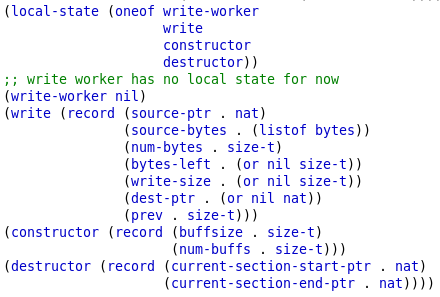 (local-state (oneof write-worker
                    write
                    constructor
                    destructor))
;; write worker has no local state for now
(write-worker nil)
(write (record (source-ptr . nat)
               (source-bytes . (listof bytes))
               (num-bytes . size-t)
               (bytes-left . (or nil size-t))
               (write-size . (or nil size-t))
               (dest-ptr . (or nil nat))
               (prev . size-t)))
(constructor (record (buffsize . size-t)
                     (num-buffs . size-t)))
(destructor (record (current-section-start-ptr . nat)
                    (current-section-end-ptr . nat))))